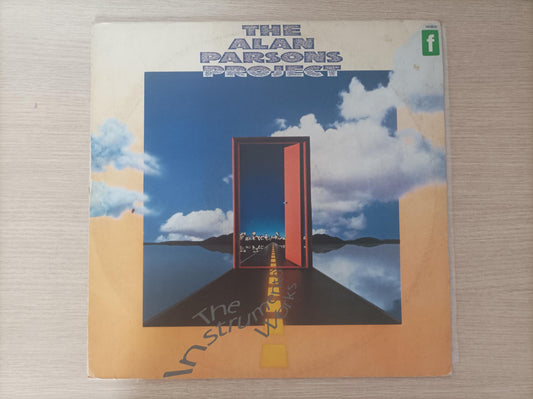 THE
ALAN
PARSONS
PROJECT
f
The
Instrumental
Works